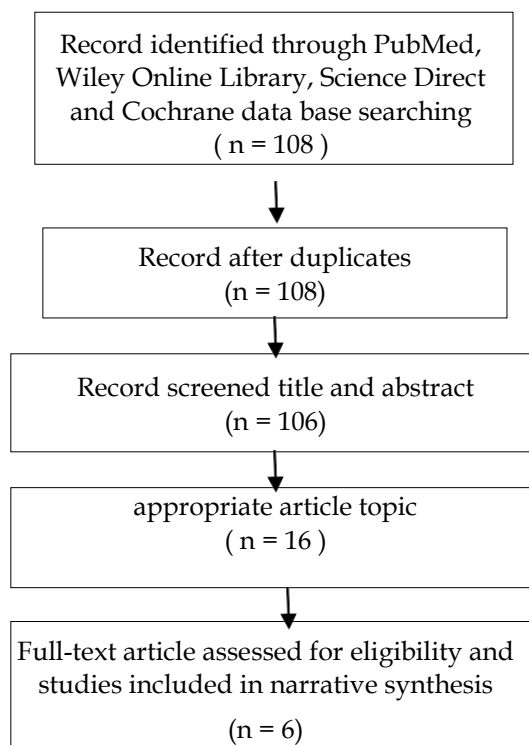 Record identified through PubMed,
Wiley Online Library, Science Direct
and Cochrane data base searching
( n = 108 )
Record after duplicates
(n = 108)
Record screened title and abstract
(n = 106)
appropriate article topic
( n = 16 )
Full-text article assessed for eligibility and
studies included in narrative synthesis
(n = 6)